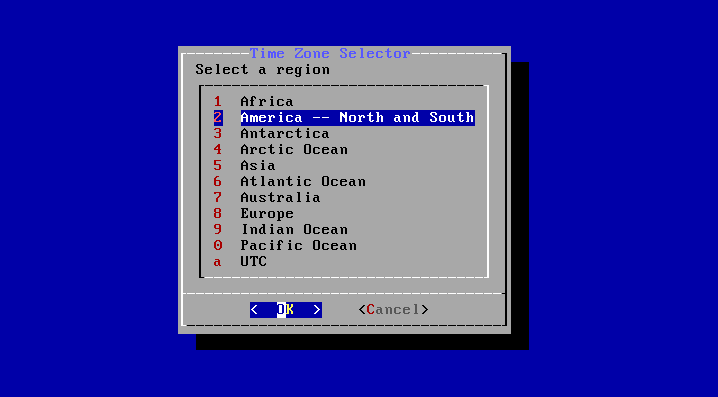 Time Zone Selector
Select a region
1 Africa
2 America -- North and South
3 Antarctica
4 Arctic Ocean
5 Asia
6 Atlantic Ocean
7 Australia
8 Europe
9 Indian Ocean
0 Pacific Ocean
a UTC
< OK > <Cancel>